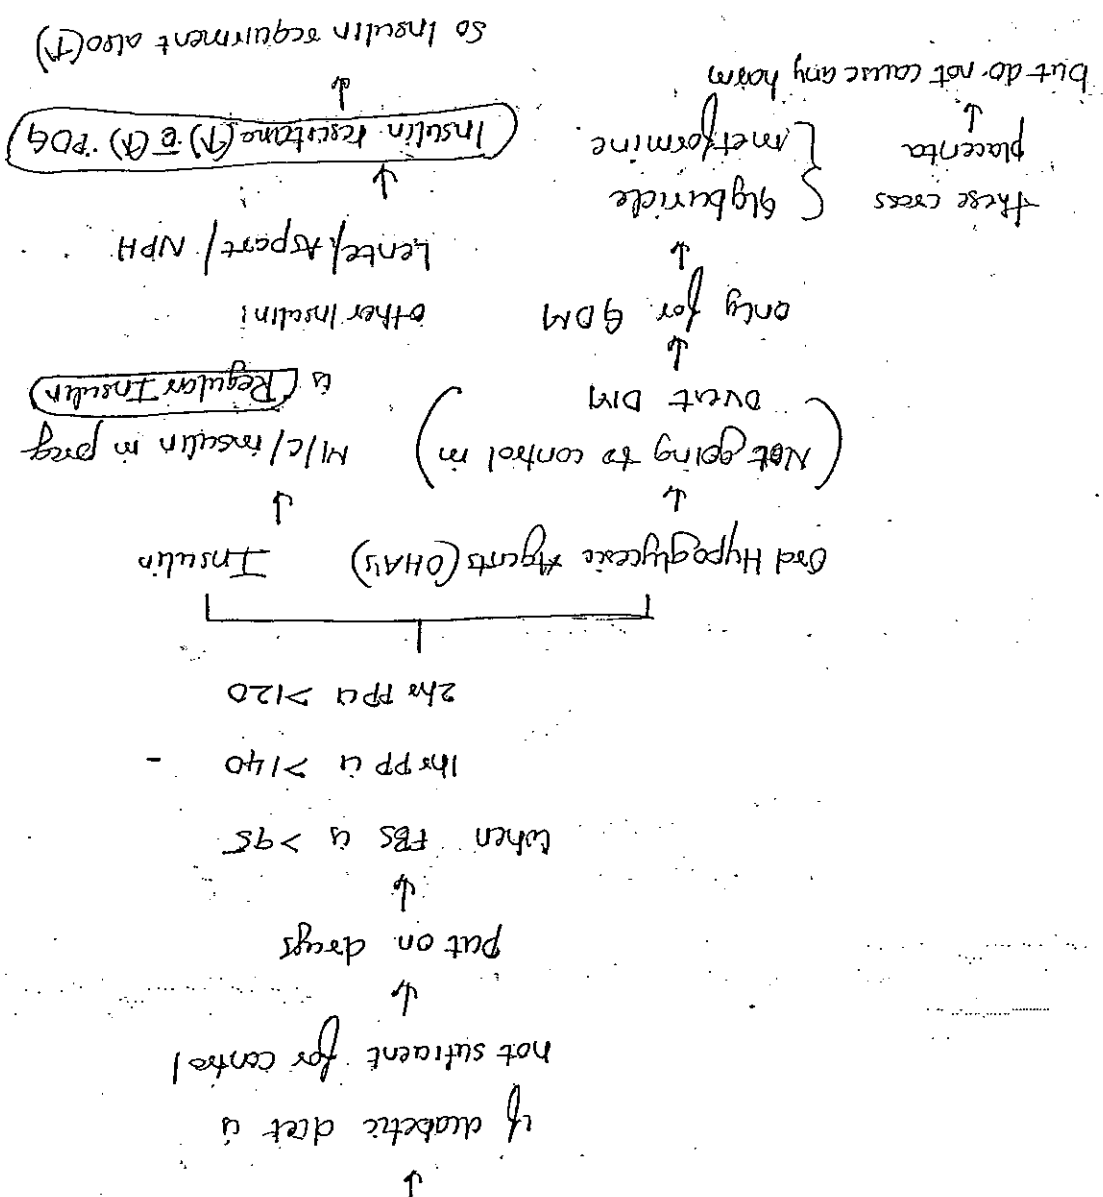 ↓
if diabetic diet is
not sufficient for control
↓
put on drugs
↓
When FBS is >95
1hr PP is >140
2hr PP is >120
Oral Hypoglycemic Agents (OHA's)
↓
(Not going to control in
overt DM)
↓
only for GDM
↓
Glyburide
metformine
these cross
placenta
↓
but do not cause any harm
Insulin
↓
M/C/insulin in preg
is Regular Insulin
other Insulin:
Lente/Aspart/NPH
↓
Insulin resistance (↑) c̄ (↑) POG
↓
So Insulin requirment also (↑)